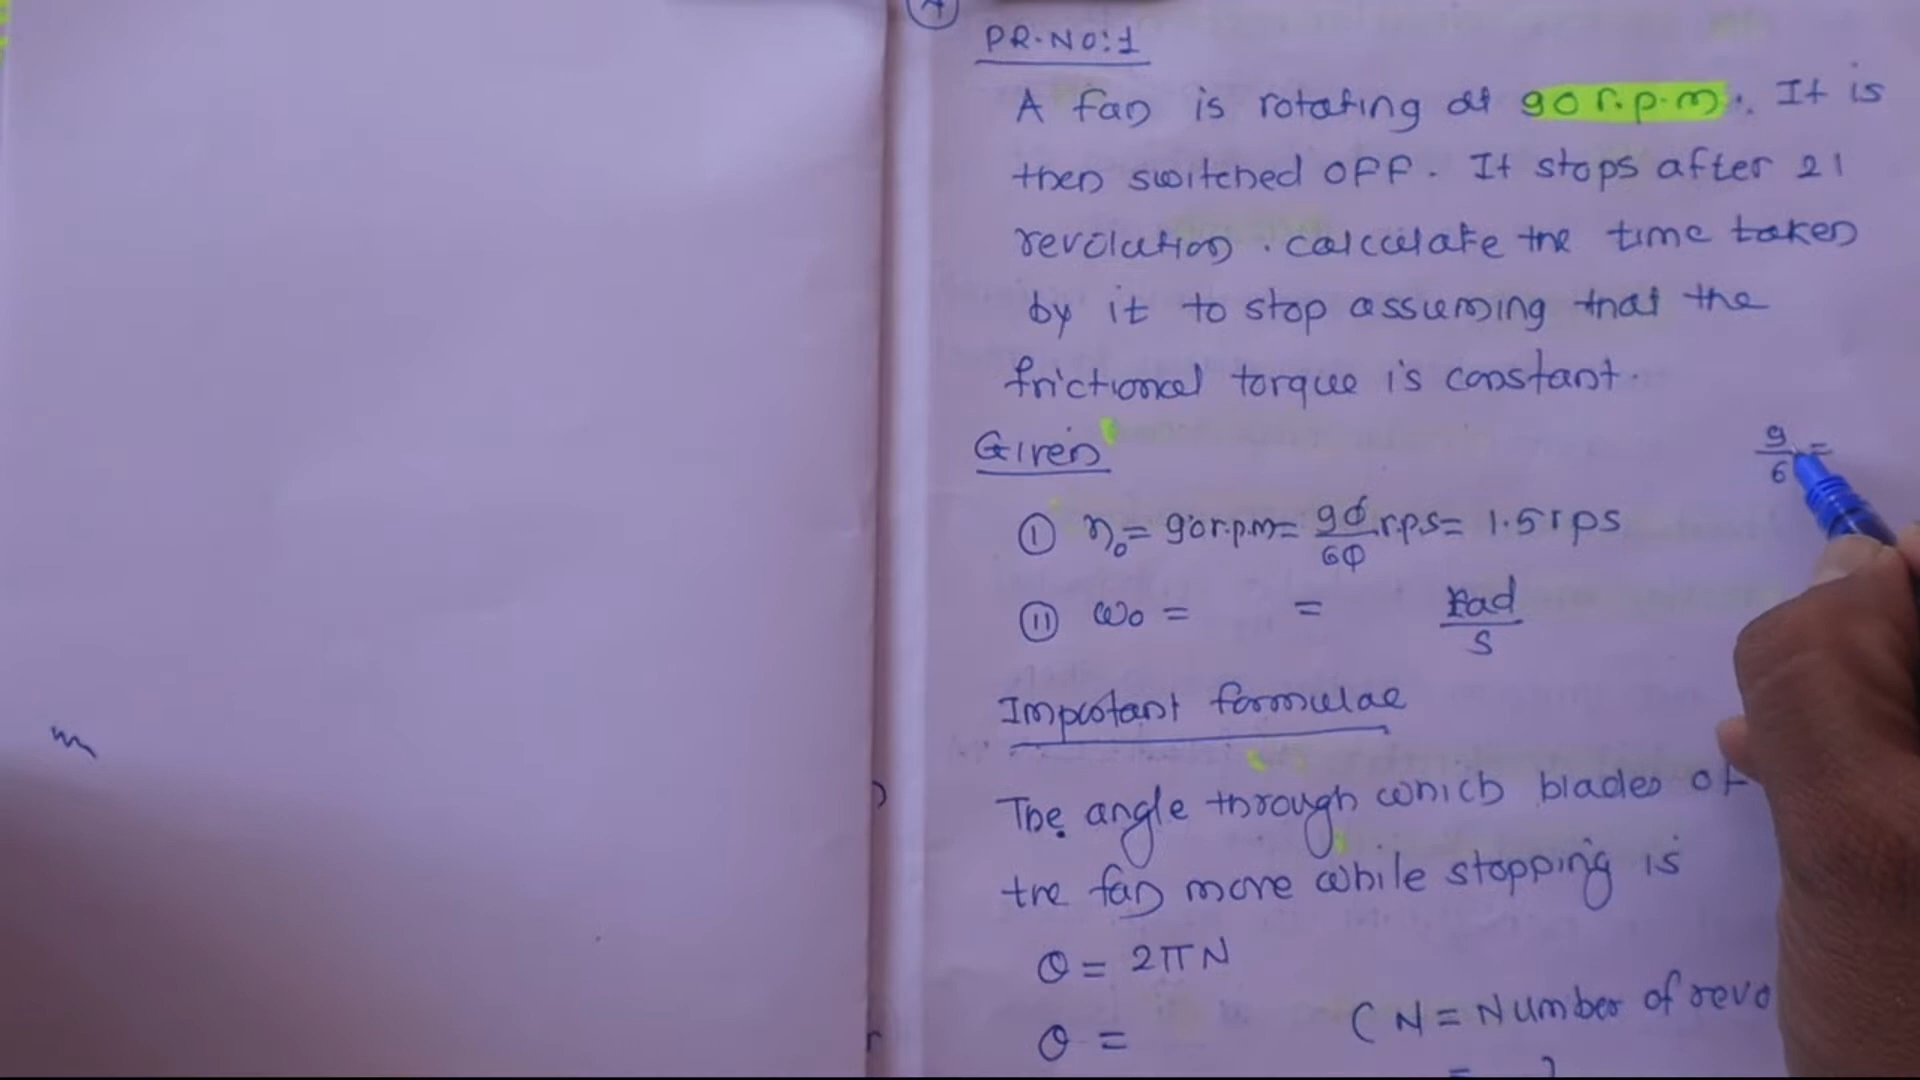 PR.NO:1
A fan is rotating at 90 r.p.m. It is
then switched OFF. It stops after 21
revolution. calculate the time taken
by it to stop assuming that the
frictional torque is constant.
Given
9/6 =
(I) n₀ = 90 r.p.m = 90/60 r.p.s = 1.5 rps
(II) ω₀ = = rad/s
Important formulae
The angle through which blades of
the fan move while stopping is
θ = 2πN
(N = Number of revo
θ =